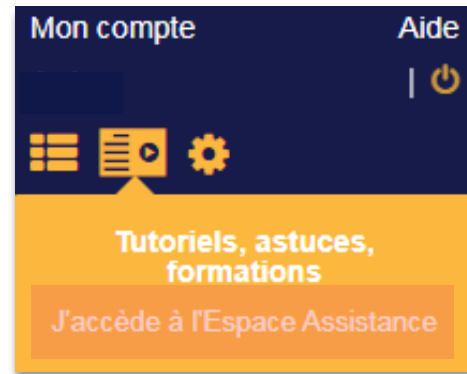 Mon compte Aide
|
Tutoriels, astuces,
formations
J'accède à l'Espace Assistance